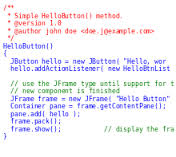 /**
* Simple HelloButton() method.
* @version 1.0
* @author john doe <doe.j@example.com>
*/
HelloButton()
{
JButton hello = new JButton( "Hello, wor
hello.addActionListener( new HelloBtnList
// use the JFrame type until support for t
// new component is finished
JFrame frame = new JFrame( "Hello Button"
Container pane = frame.getContentPane();
pane.add( hello );
frame.pack();
frame.show(); // display the fra
}